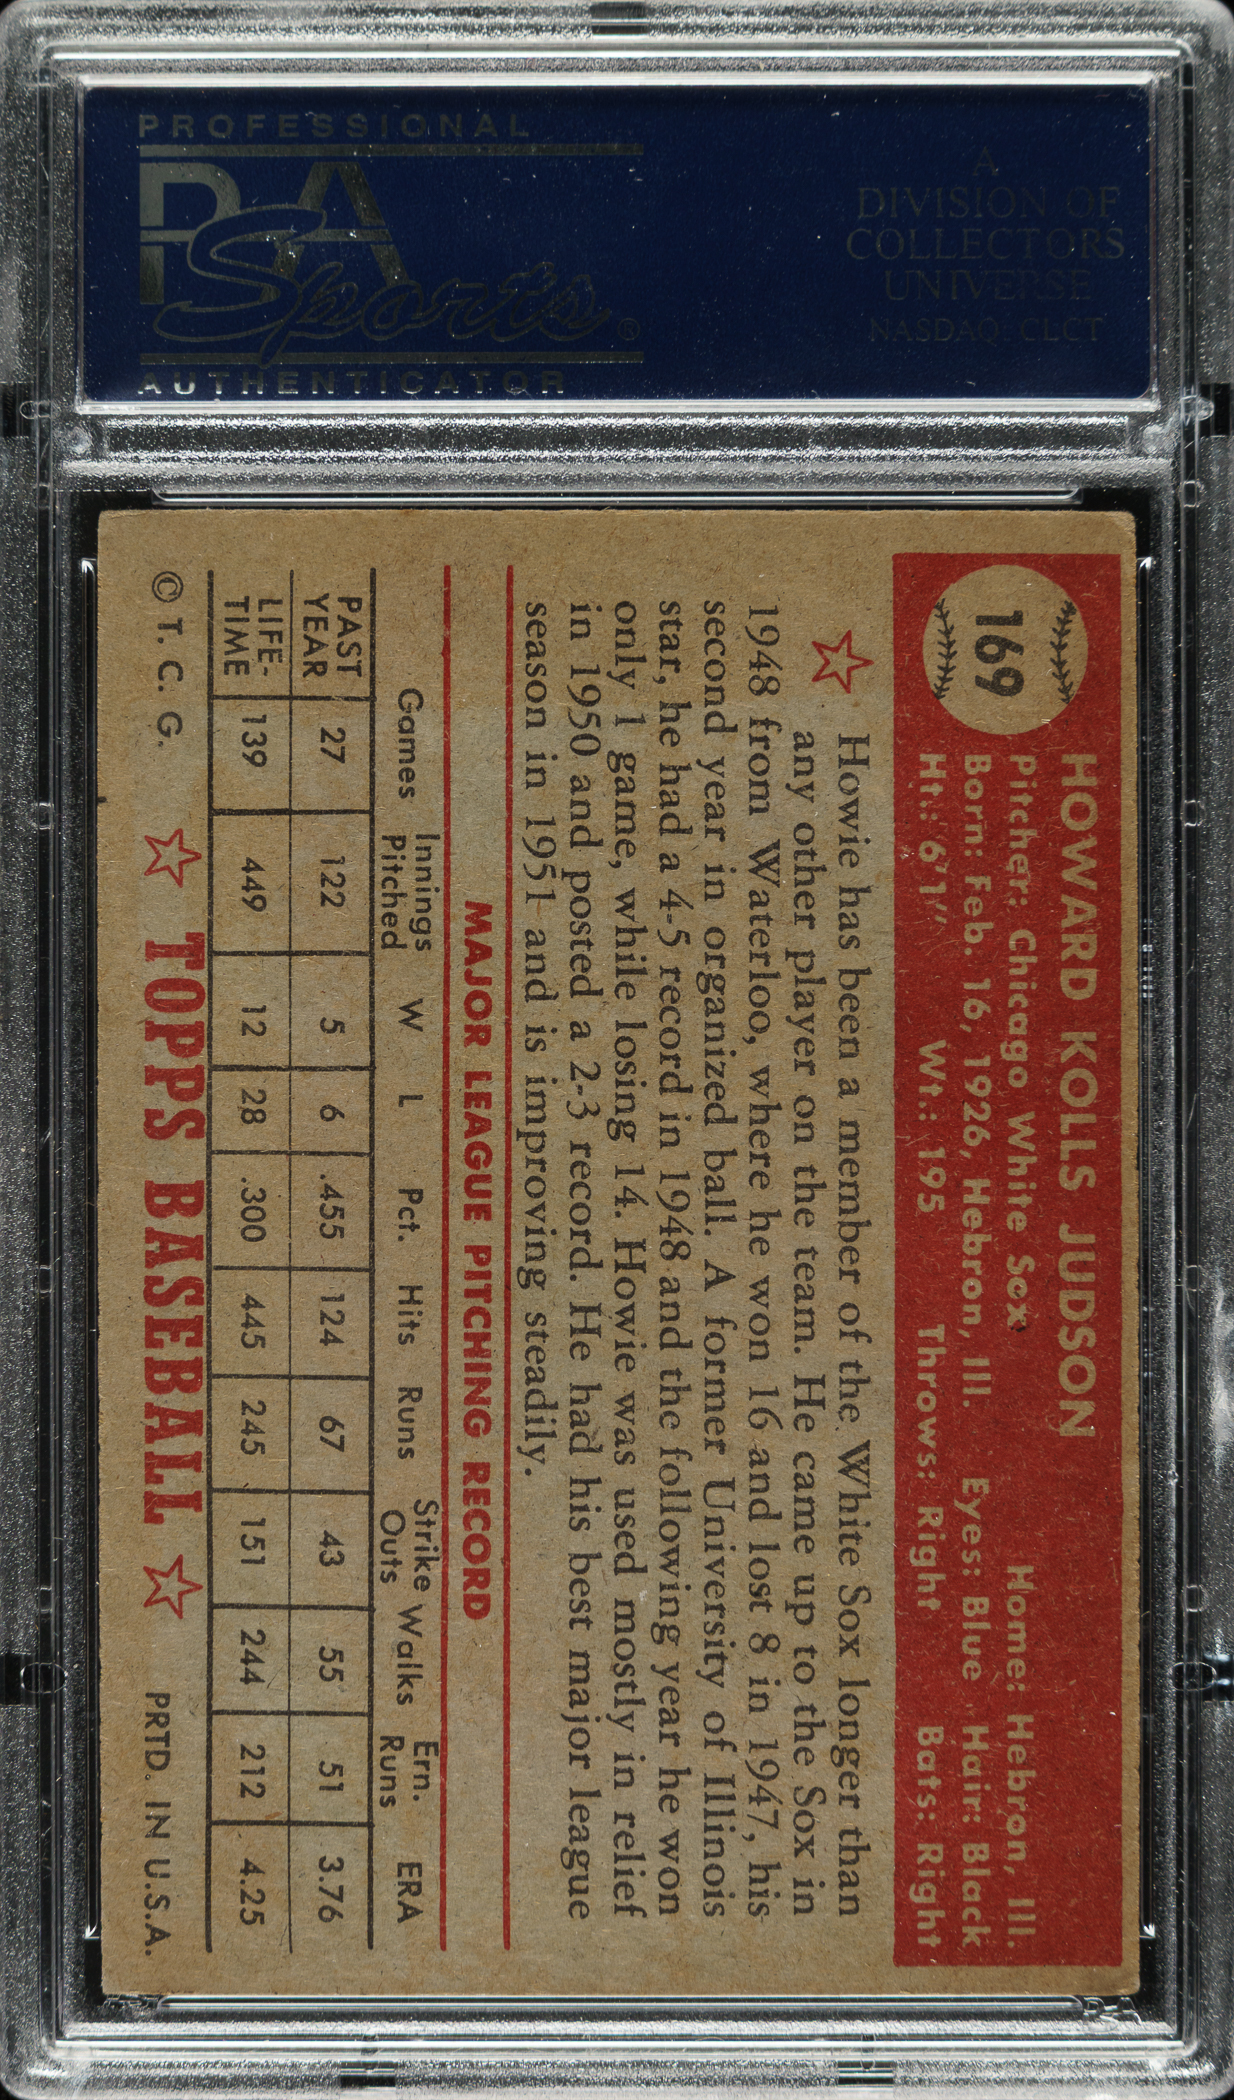 PROFESSIONAL
PSA
Sports ®
AUTHENTICATOR
A
DIVISION OF
COLLECTORS
UNIVERSE
NASDAQ: CLCT
169
HOWARD KOLLS JUDSON
Pitcher: Chicago White Sox Home: Hebron, Ill.
Born: Feb. 16, 1926, Hebron, Ill. Eyes: Blue Hair: Black
Ht.: 6'1" Wt.: 195 Throws: Right Bats: Right
Howie has been a member of the White Sox longer than
any other player on the team. He came up to the Sox in
1948 from Waterloo, where he won 16 and lost 8 in 1947, his
second year in organized ball. A former University of Illinois
star, he had a 4-5 record in 1948 and the following year he won
only 1 game, while losing 14. Howie was used mostly in relief
in 1950 and posted a 2-3 record. He had his best major league
season in 1951 and is improving steadily.
MAJOR LEAGUE PITCHING RECORD
Games Innings Pitched W L Pct. Hits Runs Strike Outs Walks Ern. Runs ERA
PAST YEAR 27 122 5 6 .455 124 67 43 55 51 3.76
LIFE-TIME 139 449 12 28 .300 445 245 151 244 212 4.25
© T. C. G. TOPPS BASEBALL PRTD. IN U.S.A.